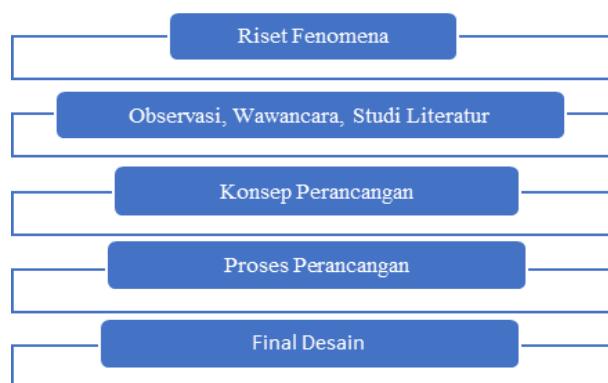 Riset Fenomena
Observasi, Wawancara, Studi Literatur
Konsep Perancangan
Proses Perancangan
Final Desain